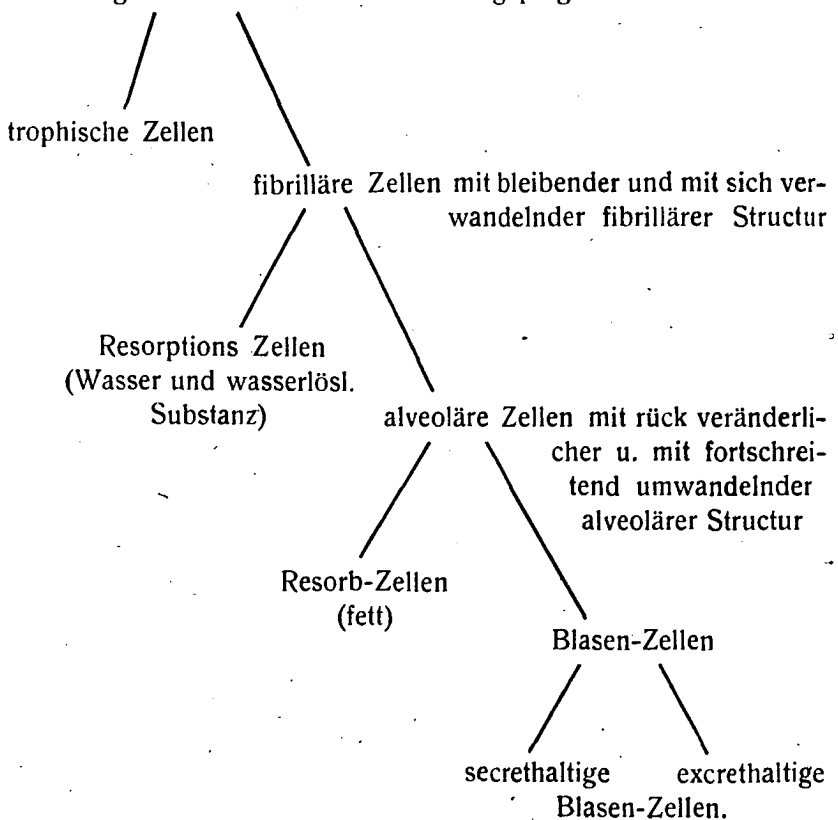 trophische Zellen
fibrilläre Zellen mit bleibender und mit sich ver-
wandelnder fibrillärer Structur
Resorptions Zellen
(Wasser und wasserlösl.
Substanz)
alveoläre Zellen mit rück veränderli-
cher u. mit fortschrei-
tend umwandelnder
alveolärer Structur
Resorb-Zellen
(fett)
Blasen-Zellen
secrethaltige excrethaltige
Blasen-Zellen.